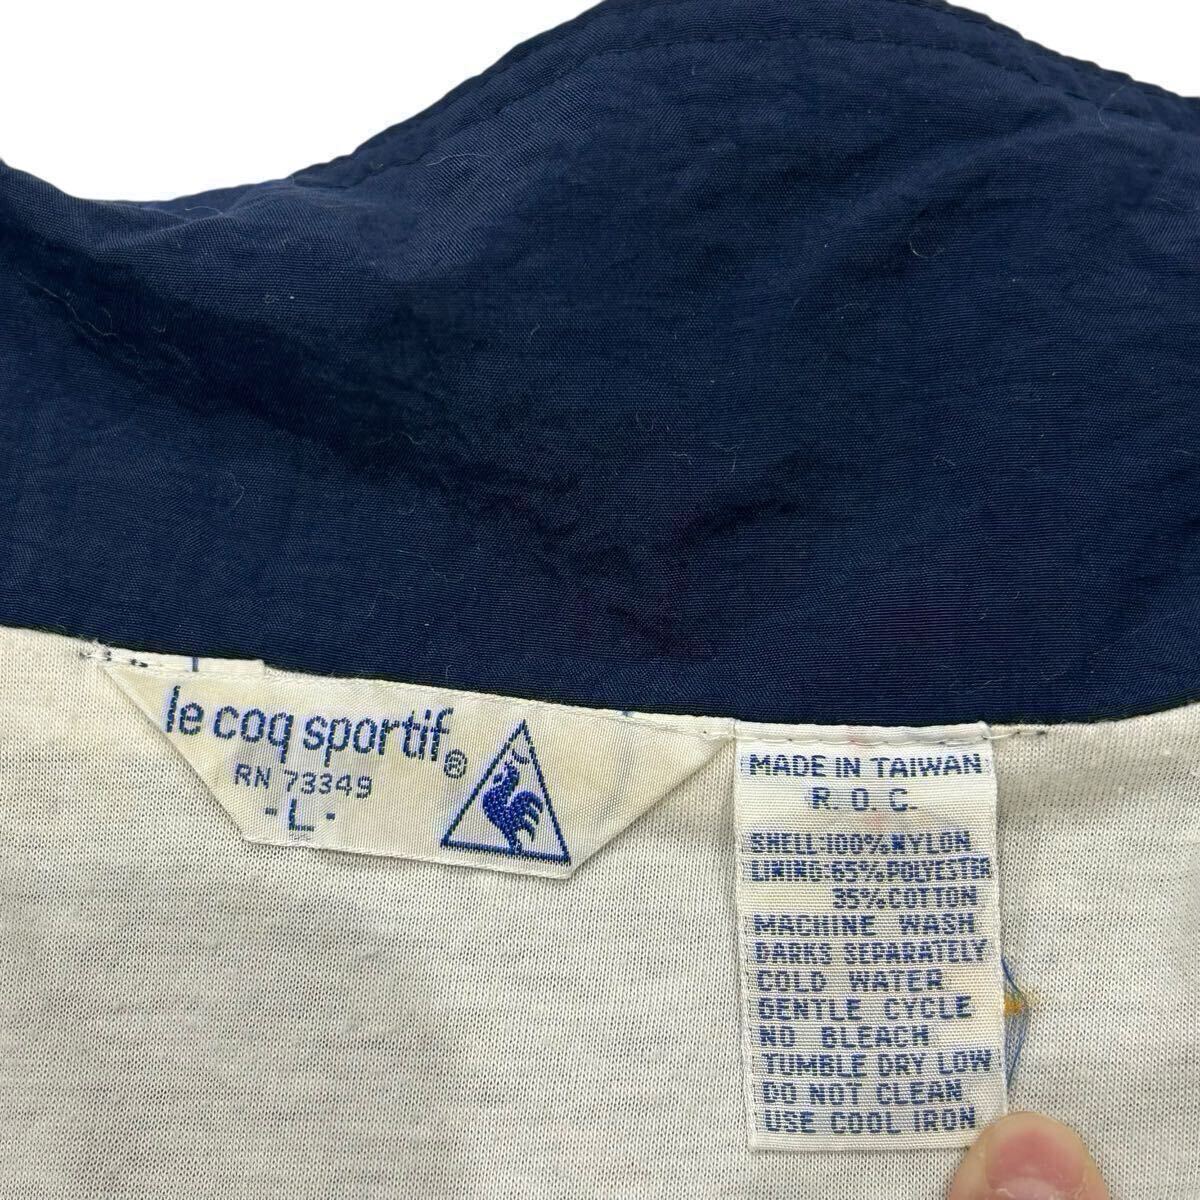 le coq sportif®
RN 73349
- L -
MADE IN TAIWAN
R. O. C.
SHELL:100% NYLON
LINING:65% POLYESTER
35% COTTON
MACHINE WASH
DARKS SEPARATELY
COLD WATER
GENTLE CYCLE
NO BLEACH
TUMBLE DRY LOW
DO NOT CLEAN
USE COOL IRON